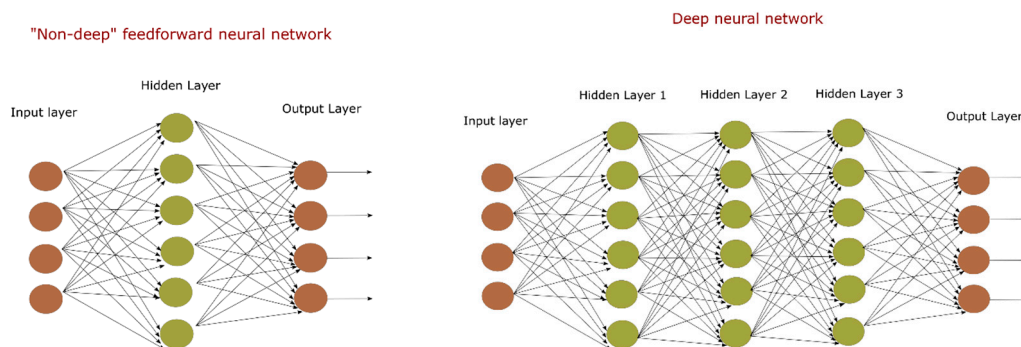 "Non-deep" feedforward neural network
Hidden Layer
Input layer
Output Layer
Deep neural network
Hidden Layer 1
Hidden Layer 2
Hidden Layer 3
Input layer
Output Layer